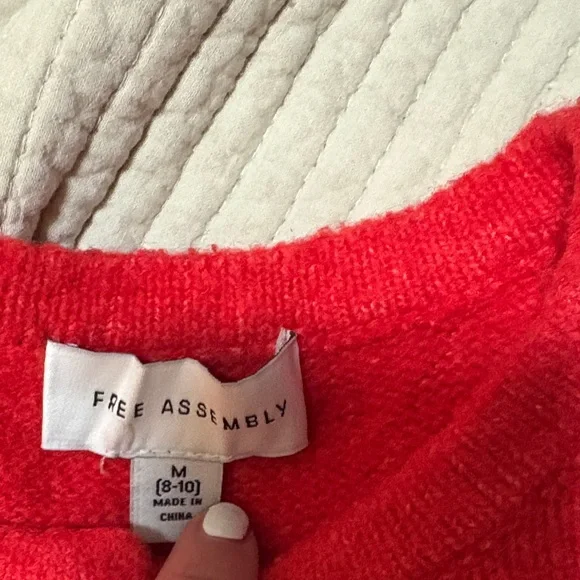 FREE ASSEMBLY
M
(8-10)
MADE IN
CHINA